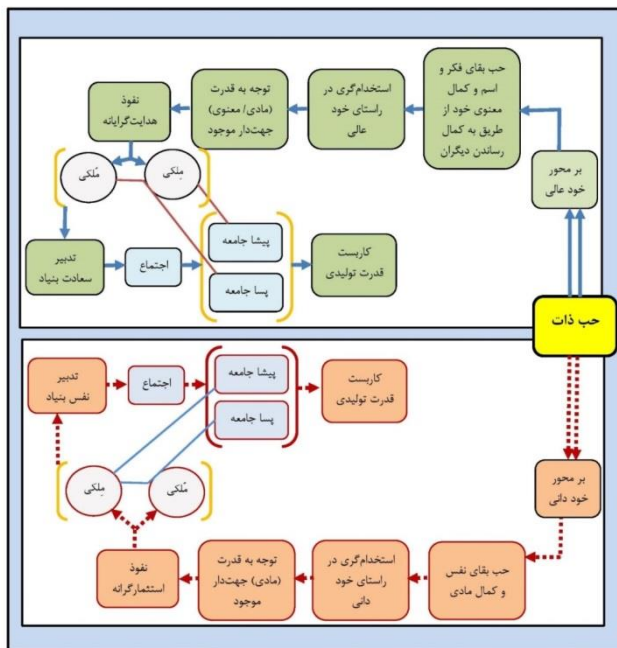 حب بقای فکر و
اسم و کمال
معنوی خود از
طریق به کمال
رساندن دیگران
استخدام‌گری در
راستای خود
عالی
توجه به قدرت
(مادی/ معنوی)
جهت‌دار موجود
نفوذ
هدایت‌گرایانه
بر محور
خود عالی
مِلکی
مُلکی
پیشا جامعه
پسا جامعه
اجتماع
تدبیر
سعادت بنیاد
کاربست
قدرت تولیدی
حب ذات
تدبیر
نفس بنیاد
اجتماع
پیشا جامعه
پسا جامعه
کاربست
قدرت تولیدی
بر محور
خود دانی
مُلکی
مِلکی
حب بقای نفس
و کمال مادی
استخدام‌گری در
راستای خود
دانی
توجه به قدرت
(مادی) جهت‌دار
موجود
نفوذ
استثمارگرانه